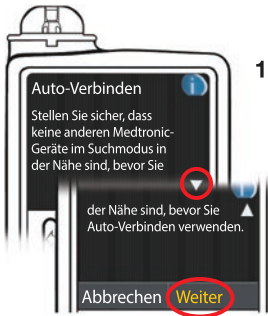 1
Auto-Verbinden
Stellen Sie sicher, dass
keine anderen Medtronic-
Geräte im Suchmodus in
der Nähe sind, bevor Sie
der Nähe sind, bevor Sie
Auto-Verbinden verwenden.
Abbrechen Weiter